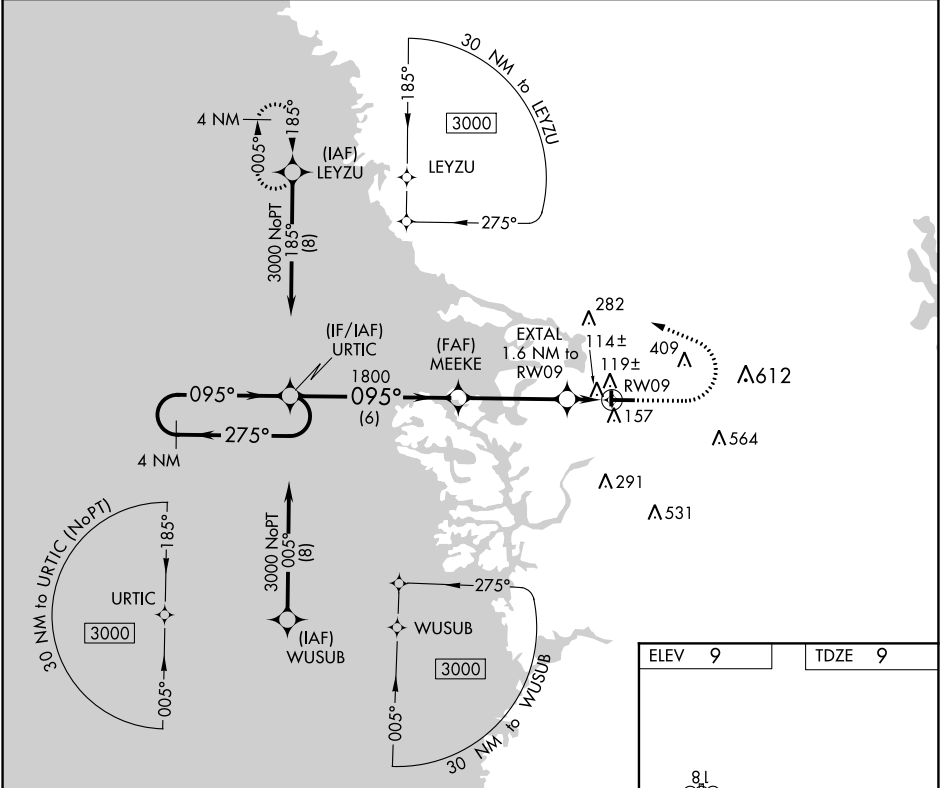 30 NM to LEYZU
185°
3000
LEYZU
275°
4 NM
185°
005°
(IAF)
LEYZU
3000 NoPT
185°
(8)
(IF/IAF)
URTIC
1800
095°
(6)
095°
275°
4 NM
(FAF)
MEEKE
EXTAL
1.6 NM to
RW09
282
114±
119±
409
RW09
612
157
564
291
531
3000 NoPT
005°
(8)
(IAF)
WUSUB
30 NM to URTIC (NoPT)
185°
URTIC
3000
005°
275°
WUSUB
3000
005°
30 NM to WUSUB
ELEV 9
TDZE 9
18